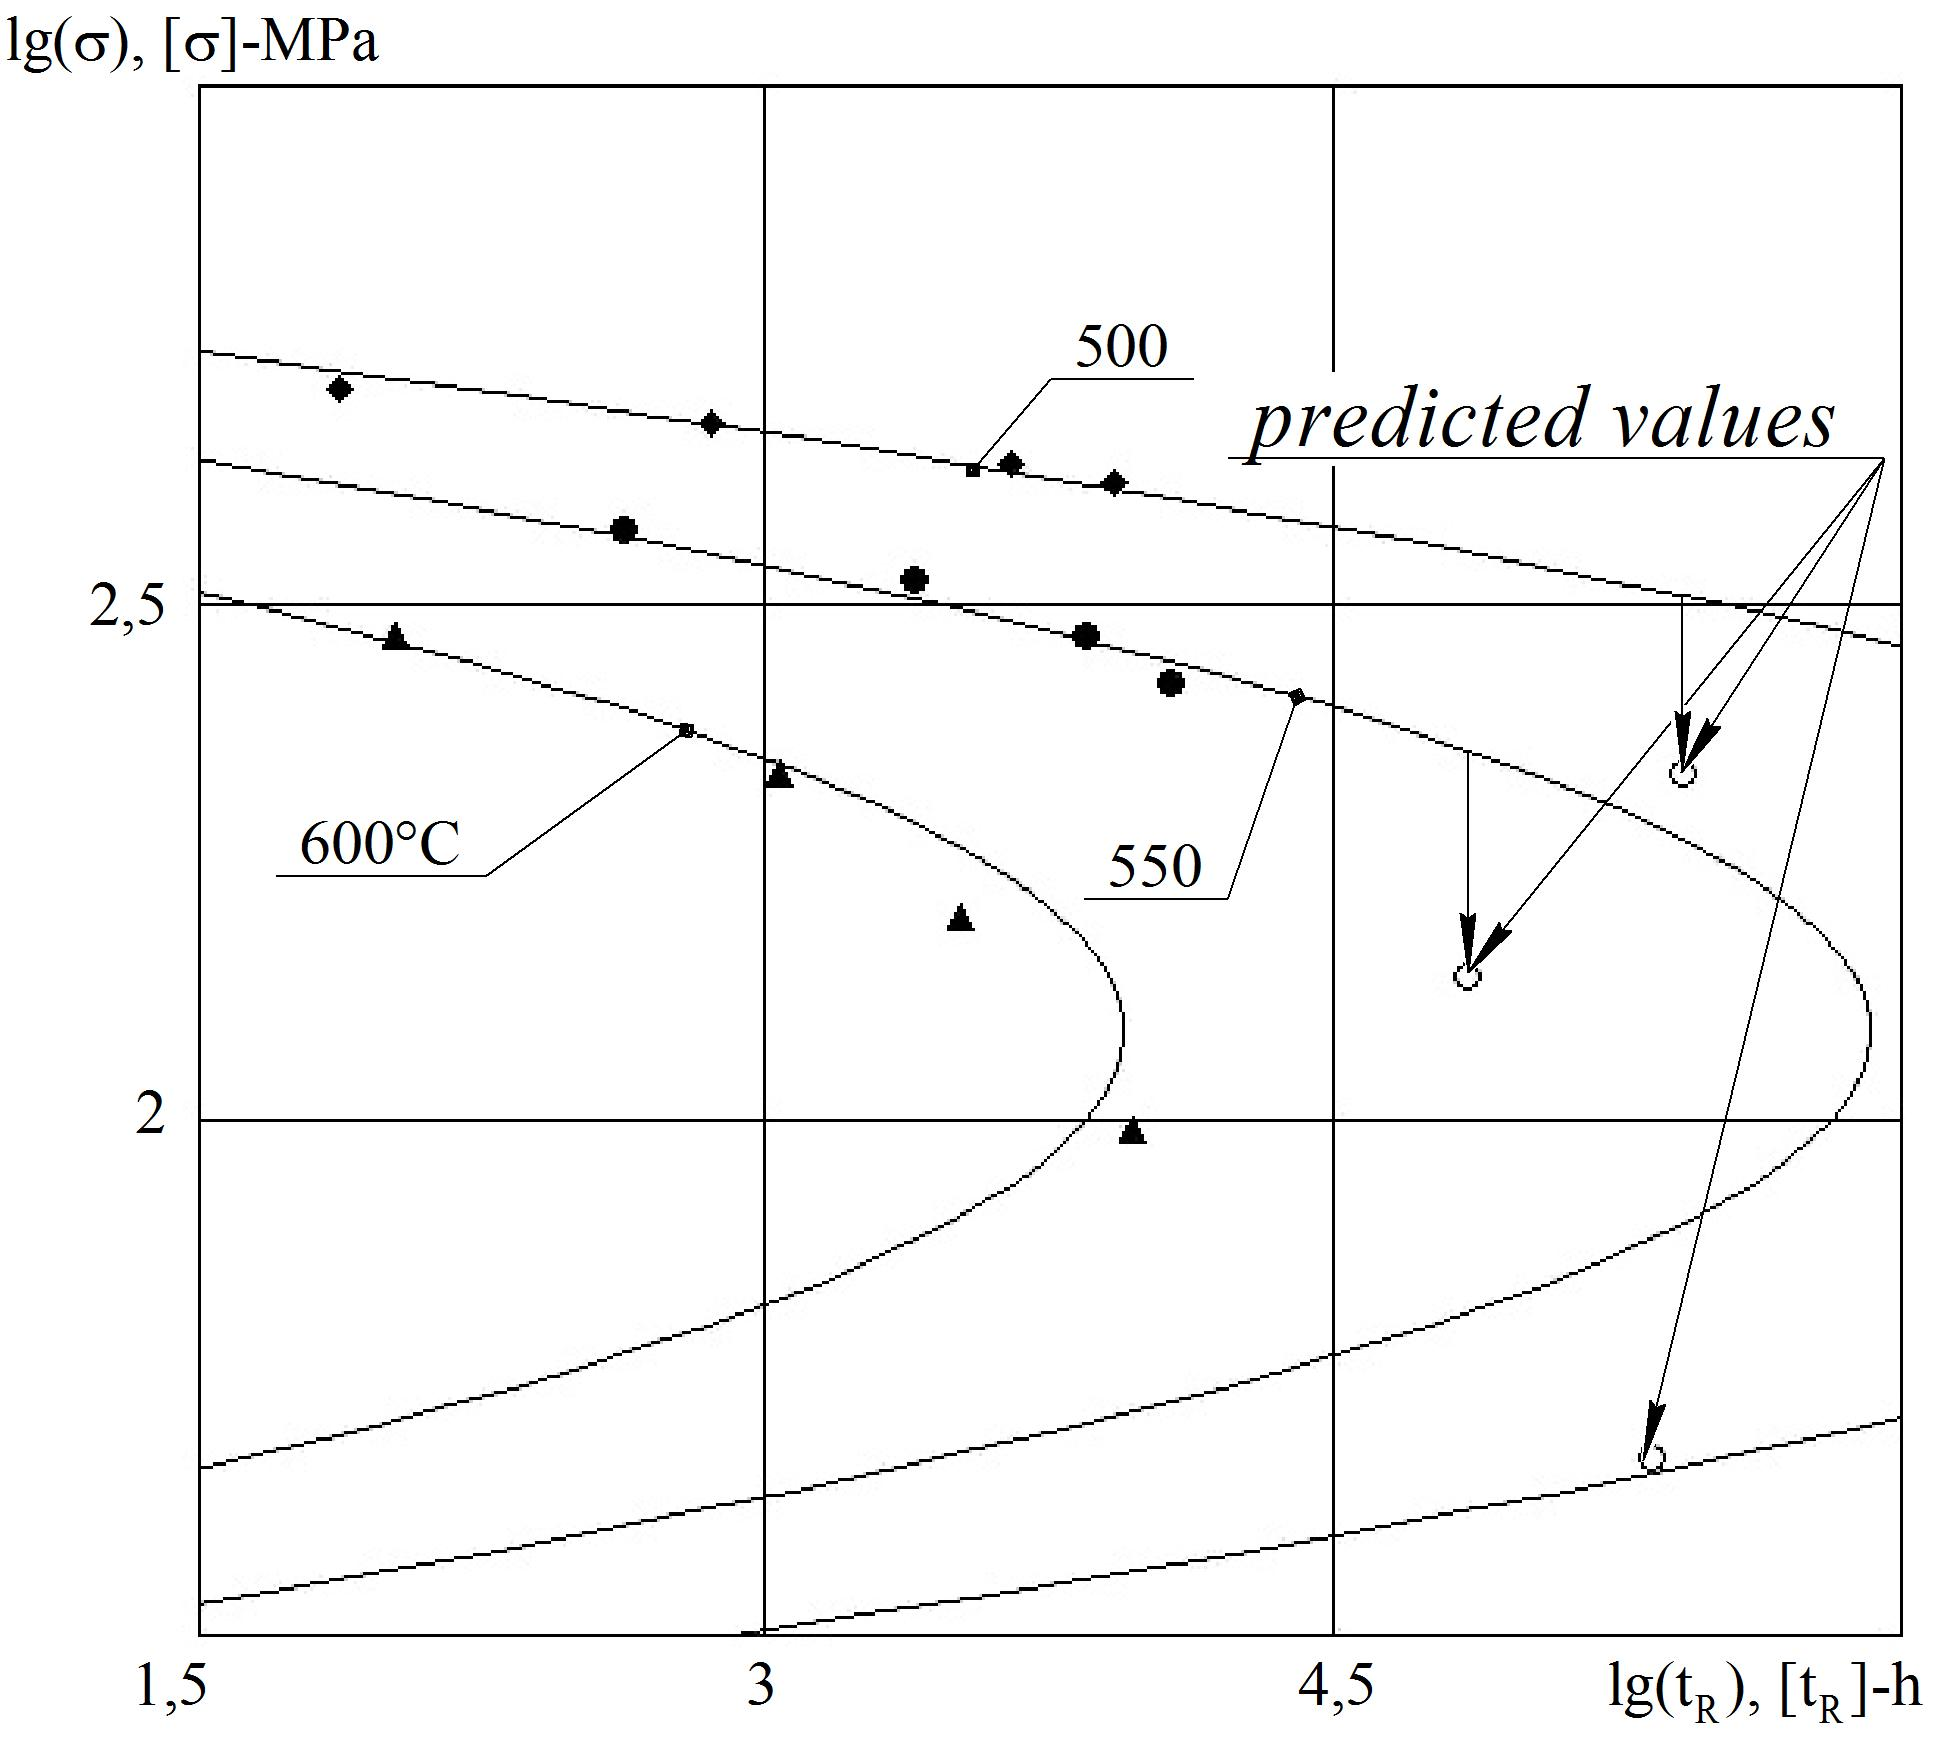 lg(σ), [σ]-MPa
500
predicted values
2,5
600°C
550
2
1,5
3
4,5
lg(tR), [tR]-h